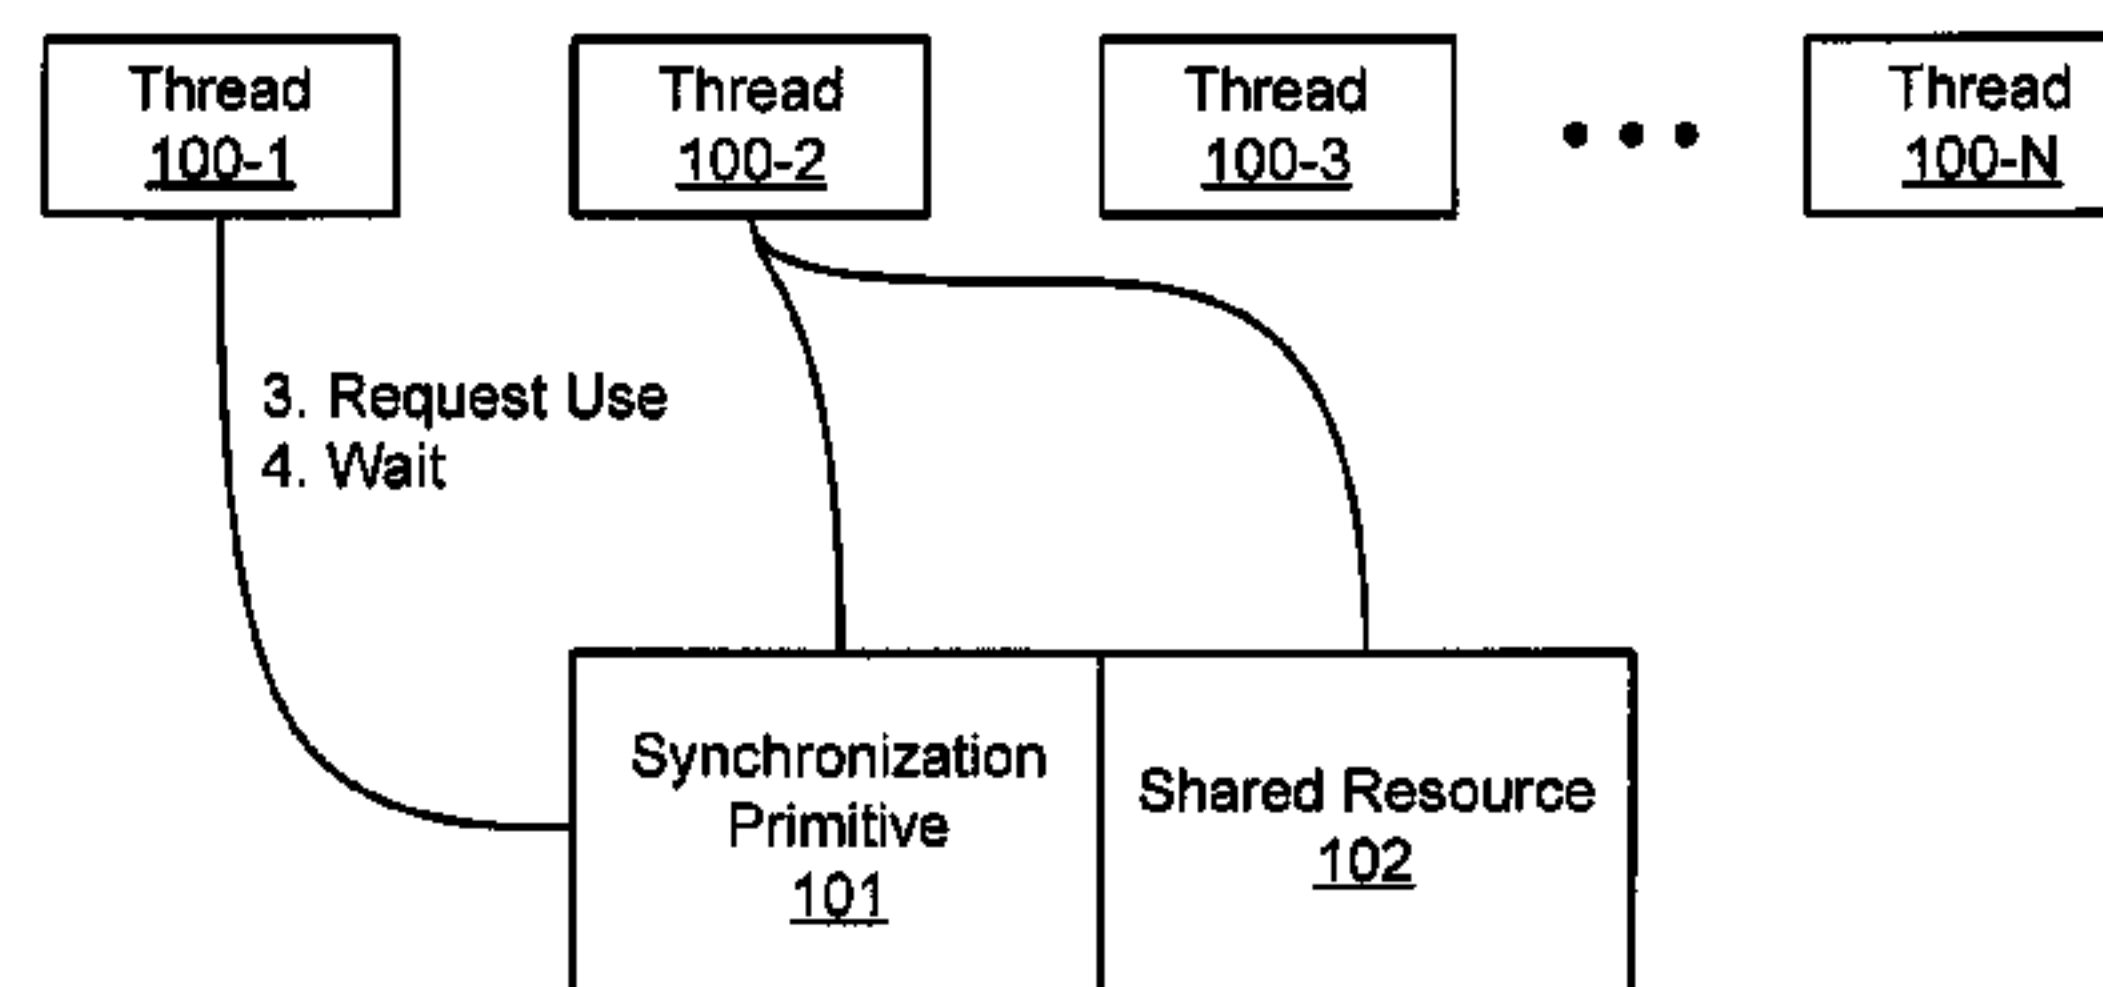 Thread
100-1
Thread
100-2
Thread
100-3
Thread
100-N
3. Request Use
4. Wait
Synchronization
Primitive
101
Shared Resource
102